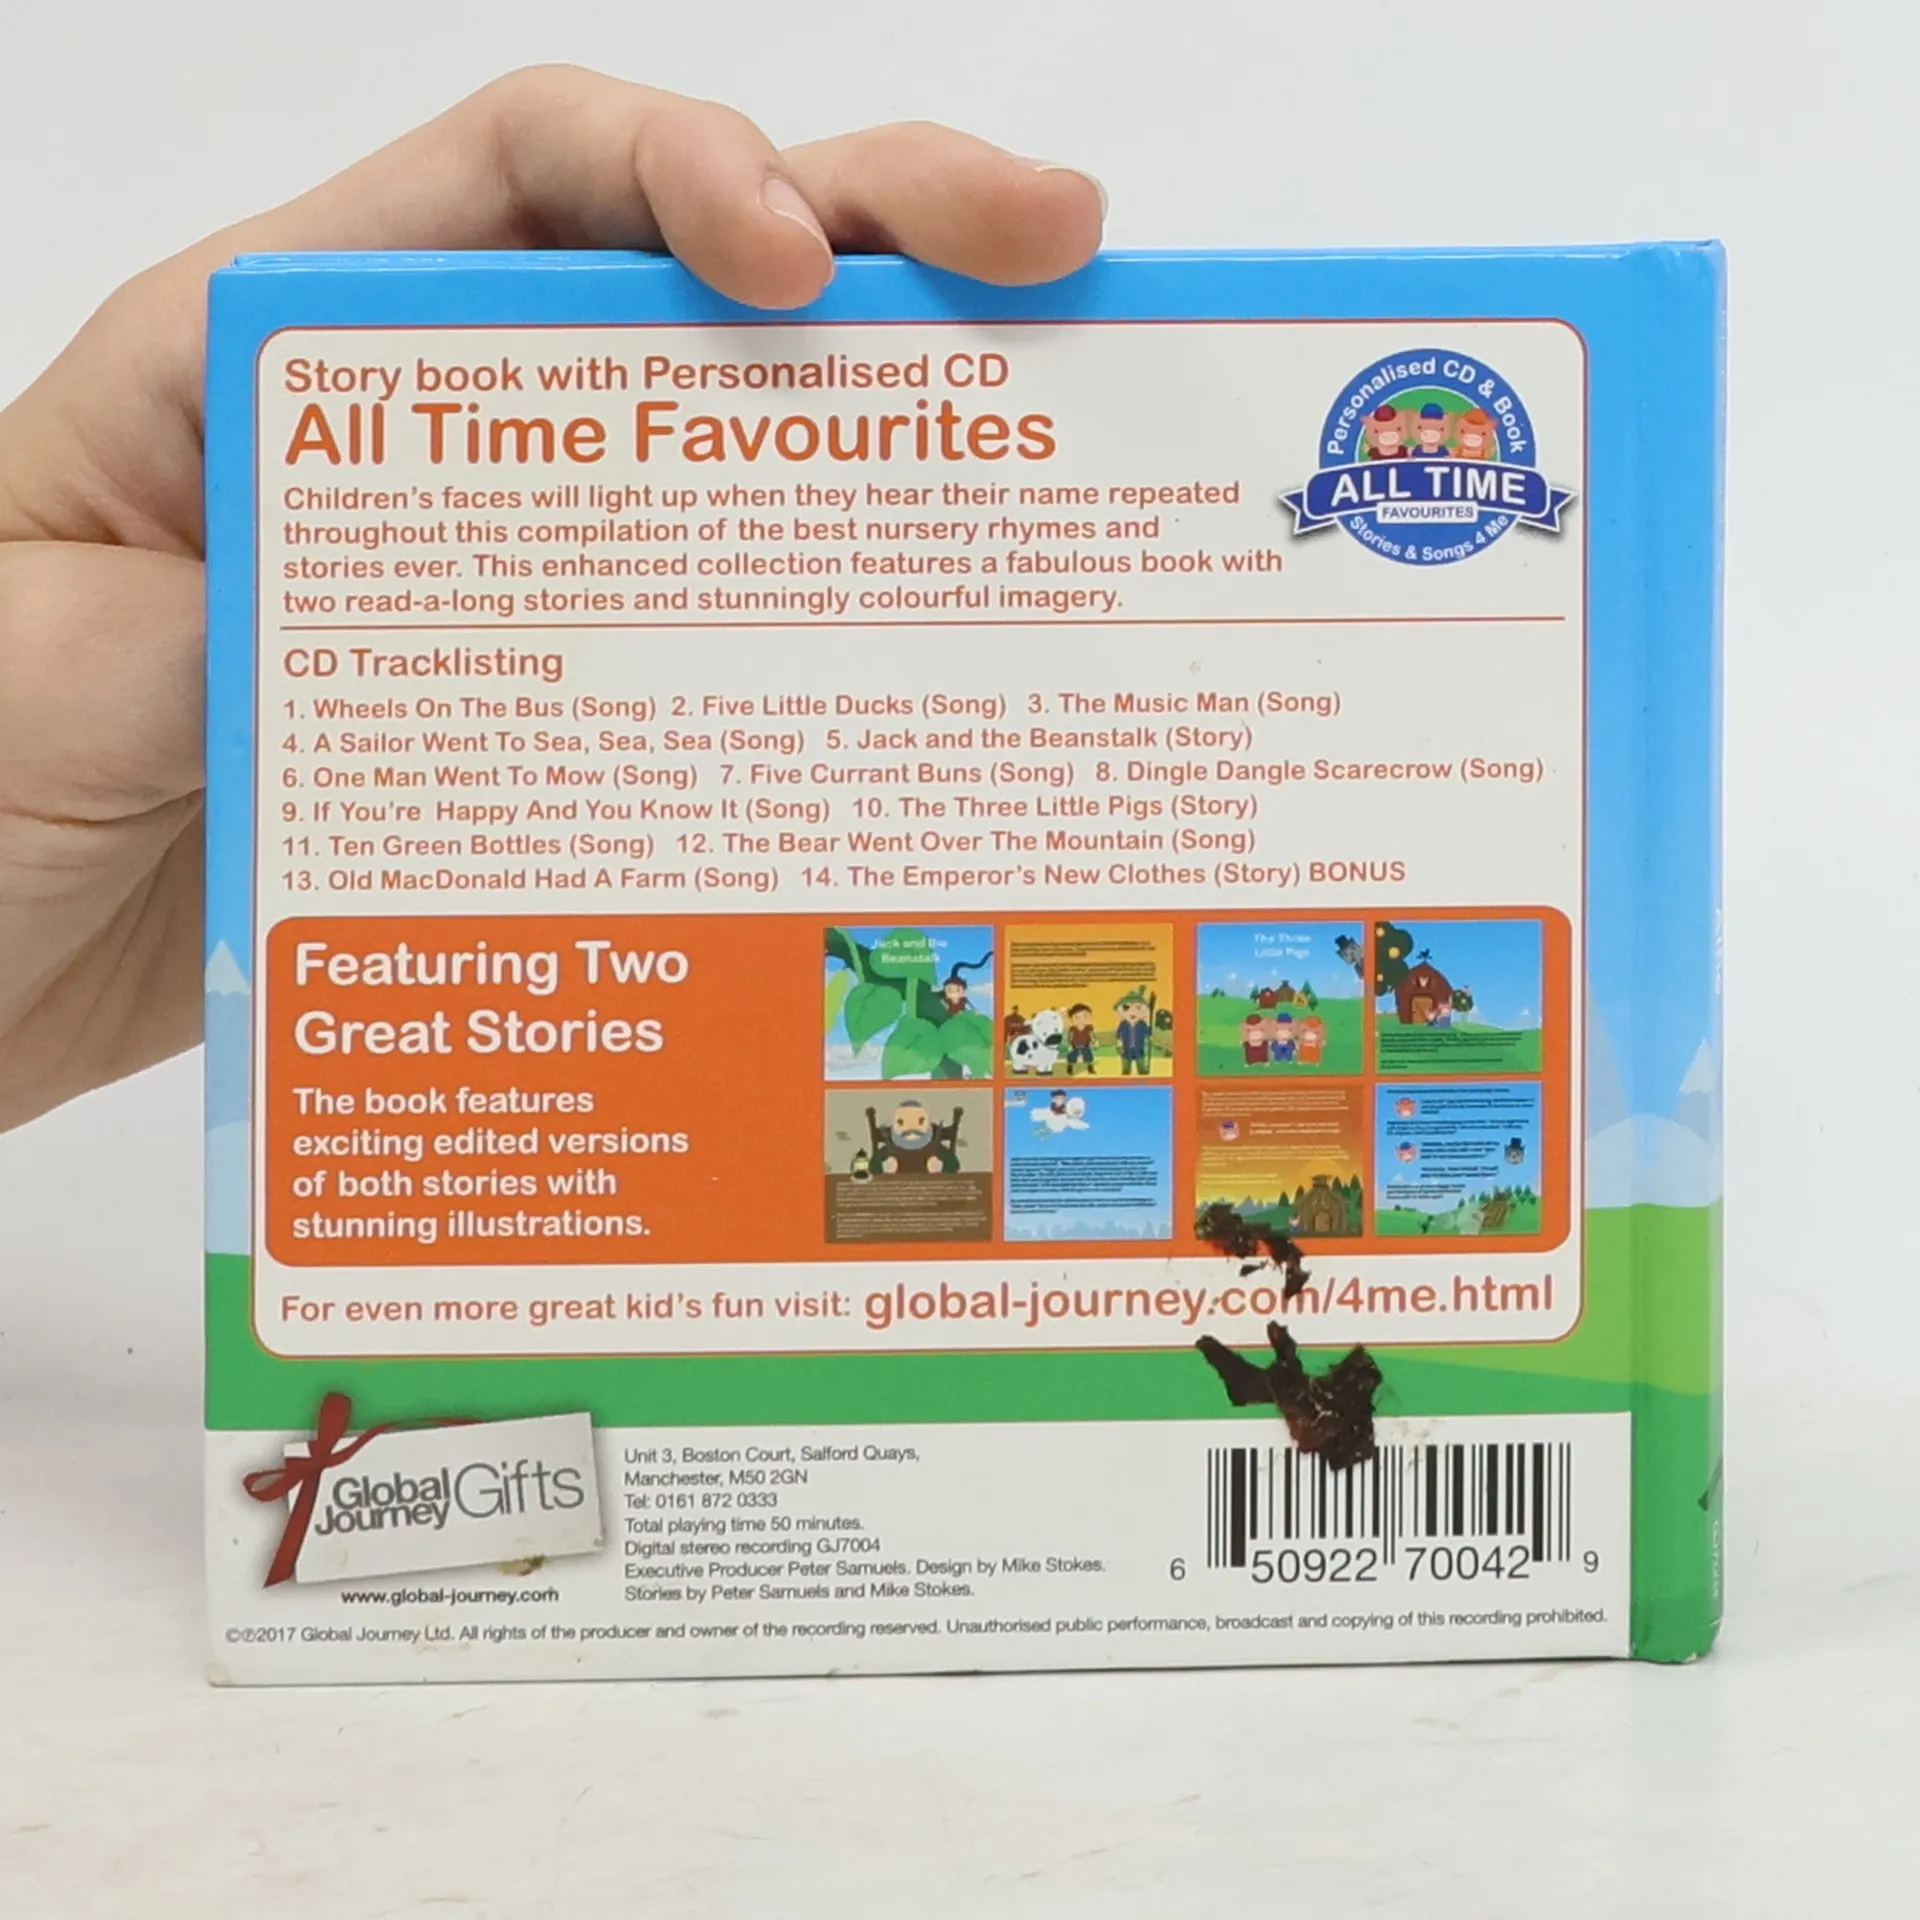 Story book with Personalised CD
All Time Favourites
Children's faces will light up when they hear their name repeated
throughout this compilation of the best nursery rhymes and
stories ever. This enhanced collection features a fabulous book with
two read-a-long stories and stunningly colourful imagery.
Personalised CD & Book
ALL TIME
FAVOURITES
Stories & Songs 4 Me
CD Tracklisting
1. Wheels On The Bus (Song) 2. Five Little Ducks (Song) 3. The Music Man (Song)
4. A Sailor Went To Sea, Sea, Sea (Song) 5. Jack and the Beanstalk (Story)
6. One Man Went To Mow (Song) 7. Five Currant Buns (Song) 8. Dingle Dangle Scarecrow (Song)
9. If You're Happy And You Know It (Song) 10. The Three Little Pigs (Story)
11. Ten Green Bottles (Song) 12. The Bear Went Over The Mountain (Song)
13. Old MacDonald Had A Farm (Song) 14. The Emperor's New Clothes (Story) BONUS
Featuring Two
Great Stories
The book features
exciting edited versions
of both stories with
stunning illustrations.
Jack and the
Beanstalk
The Three
Little Pigs
For even more great kid's fun visit: global-journey.com/4me.html
Global
Journey Gifts
www.global-journey.com
Unit 3, Boston Court, Salford Quays,
Manchester, M50 2GN
Tel: 0161 872 0333
Total playing time 50 minutes.
Digital stereo recording GJ7004
Executive Producer Peter Samuels. Design by Mike Stokes.
Stories by Peter Samuels and Mike Stokes.
6 50922 70042 9
©℗2017 Global Journey Ltd. All rights of the producer and owner of the recording reserved. Unauthorised public performance, broadcast and copying of this recording prohibited.